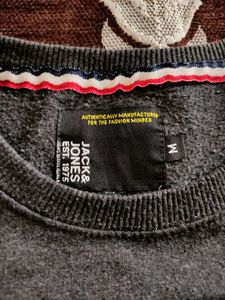 AUTHENTICALLY MANUFACTURED
FOR THE FASHION MINDED
JACK&
JONES
EST. 1975
M